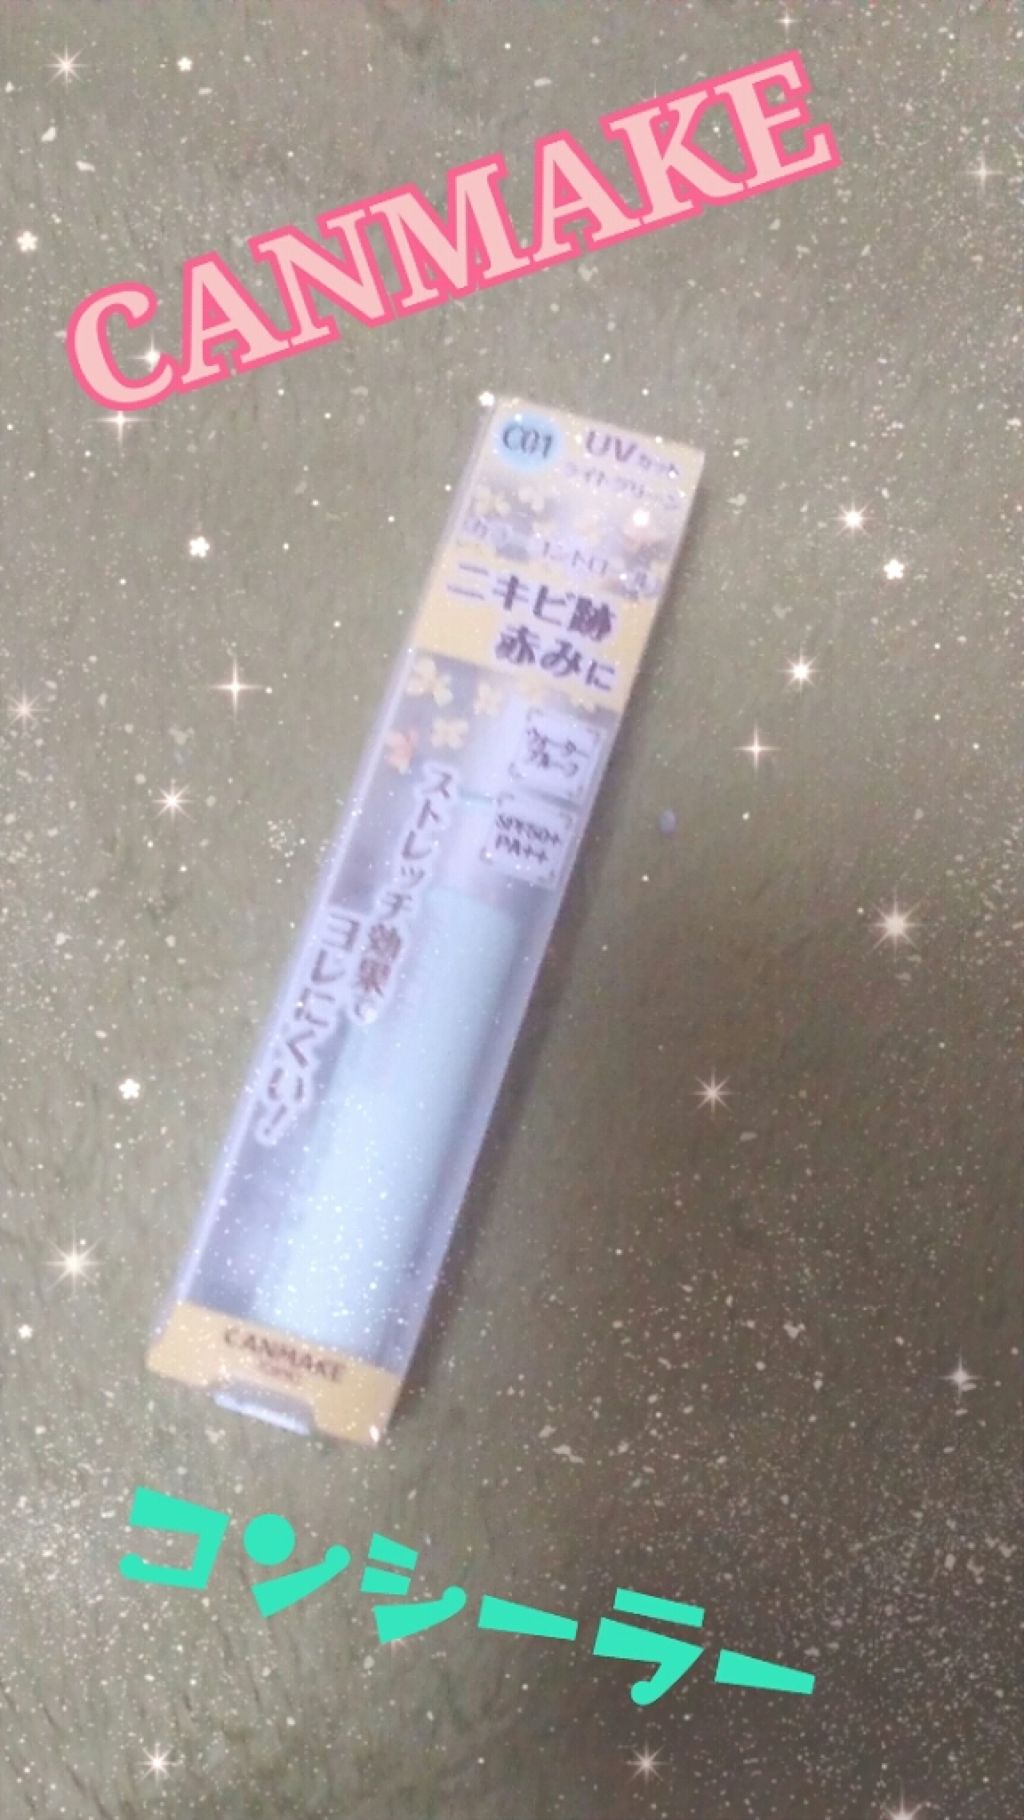 CANMAKE
C01
UVカット
ライトグリーン
カラーコントロール
ニキビ跡
赤みに
ウォーター
プルーフ
SPF50+
PA++
ストレッチ効果で
ヨレにくい!
CANMAKE
コンシーラー